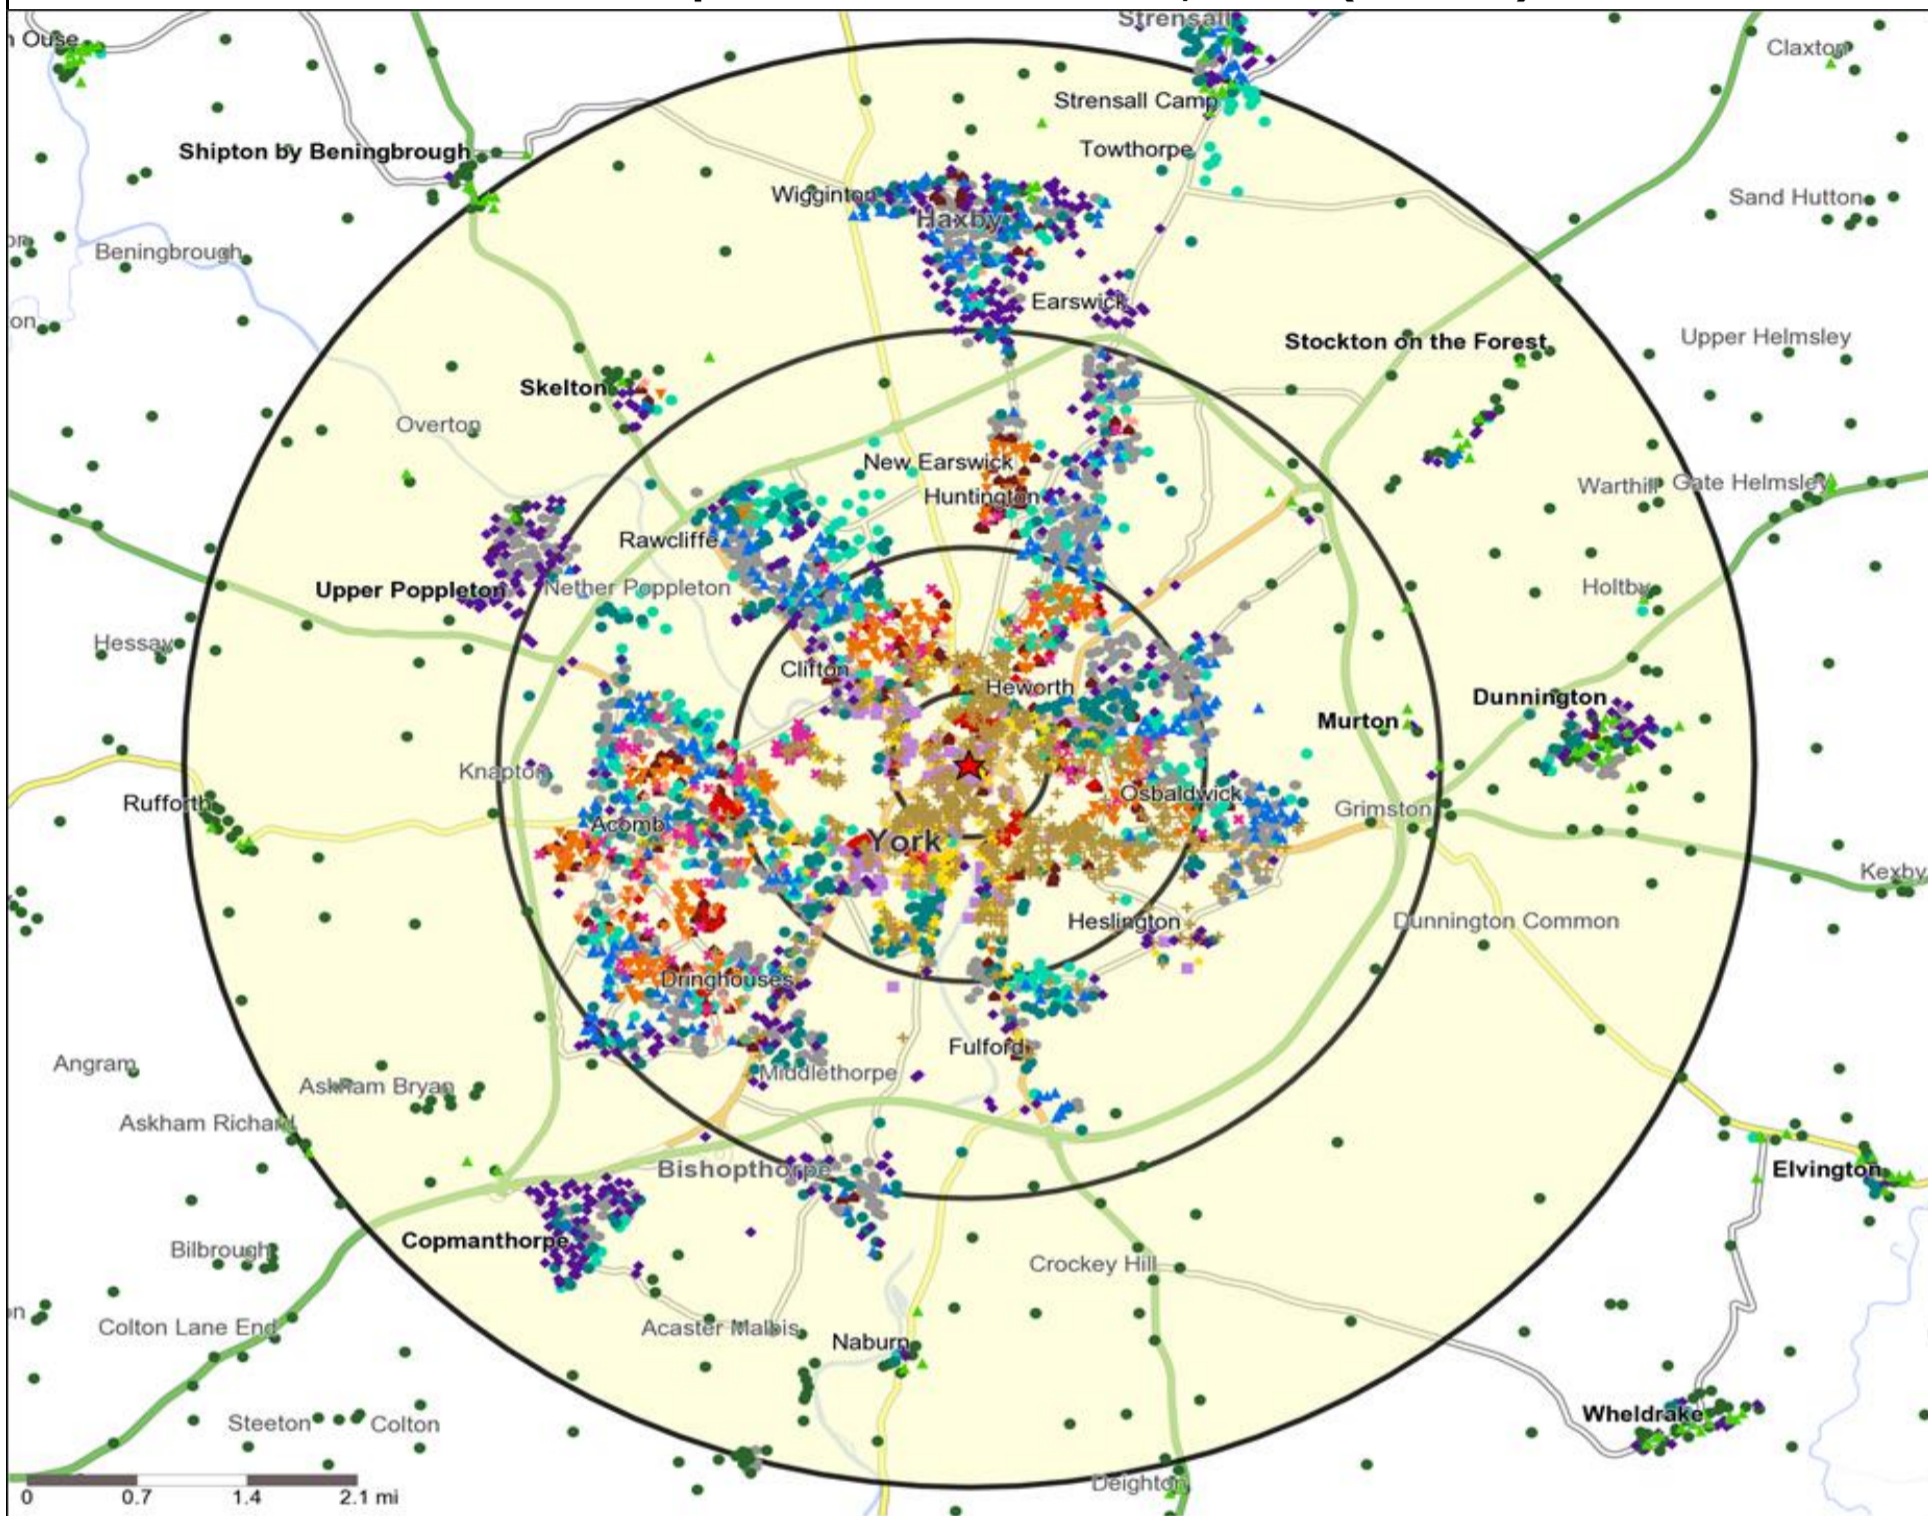 Strensall
n Ouse
Claxton
Strensall Camp
Shipton by Beningbrough
Towthorpe
Wigginton
Sand Hutton
Haxby
Beningbrough
Earswick
on
Stockton on the Forest
Upper Helmsley
Skelton
Overton
New Earswick
Huntington
Warthill
Gate Helmsley
Rawcliffe
Upper Poppleton
Nether Poppleton
Holtby
Hessay
Clifton
Heworth
Dunnington
Murton
Knapton
Rufforth
Osbaldwick
Grimston
Acomb
York
Kexby
Heslington
Dunnington Common
Dringhouses
Fulford
Angram
Middlethorpe
Askham Bryan
Askham Richard
Bishopthorpe
Elvington
Copmanthorpe
Bilbrough
Crockey Hill
on
Colton Lane End
Acaster Malbis
Naburn
Wheldrake
Steeton
Colton
Deighton
0 0.7 1.4 2.1 mi